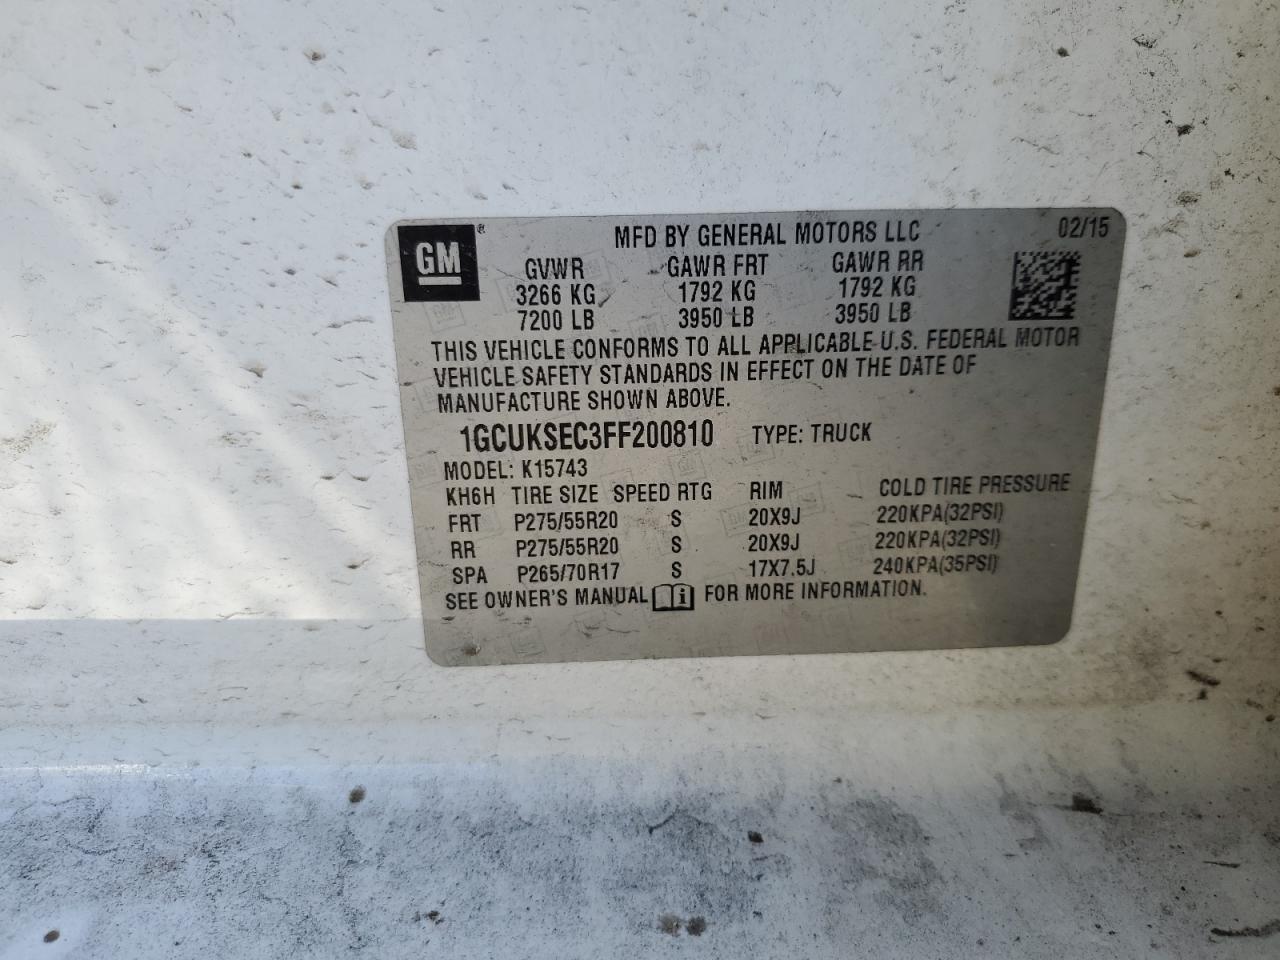 GM ® MFD BY GENERAL MOTORS LLC 02/15
GVWR GAWR FRT GAWR RR
3266 KG 1792 KG 1792 KG
7200 LB 3950 LB 3950 LB
THIS VEHICLE CONFORMS TO ALL APPLICABLE U.S. FEDERAL MOTOR
VEHICLE SAFETY STANDARDS IN EFFECT ON THE DATE OF
MANUFACTURE SHOWN ABOVE.
1GCUKSEC3FF200810 TYPE: TRUCK
MODEL: K15743
KH6H TIRE SIZE SPEED RTG RIM COLD TIRE PRESSURE
FRT P275/55R20 S 20X9J 220KPA(32PSI)
RR P275/55R20 S 20X9J 220KPA(32PSI)
SPA P265/70R17 S 17X7.5J 240KPA(35PSI)
SEE OWNER'S MANUAL i FOR MORE INFORMATION.